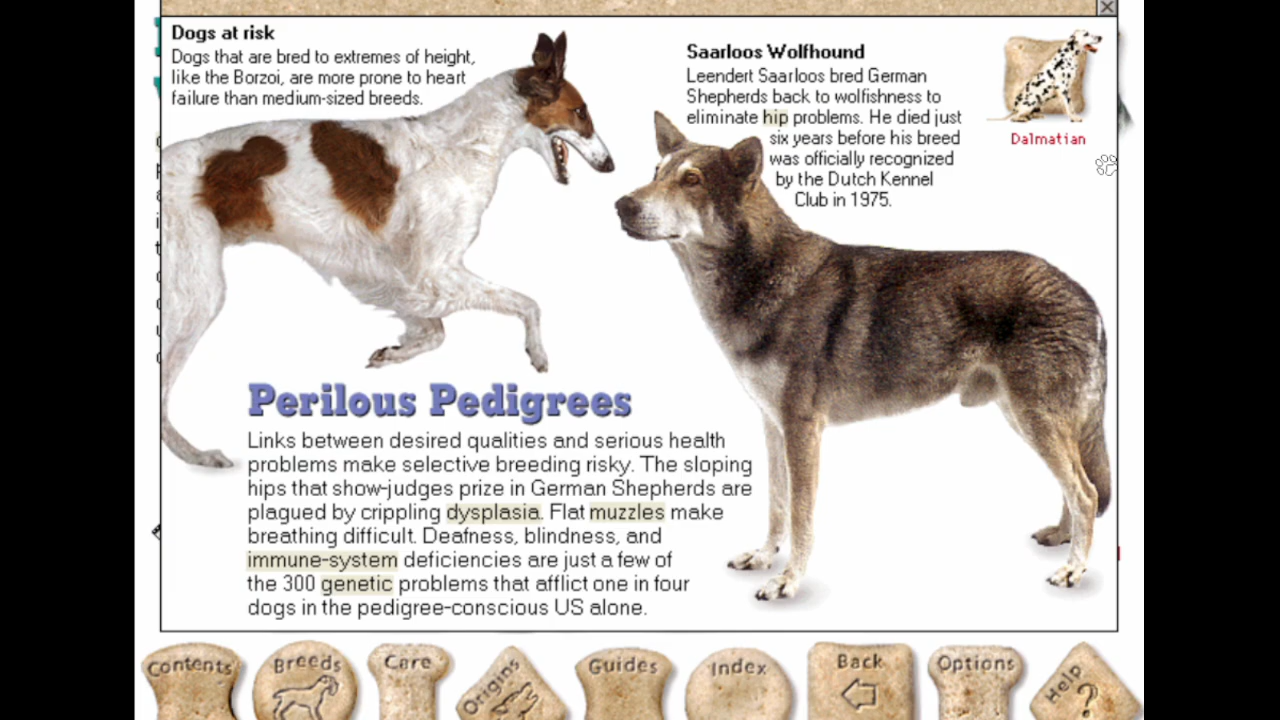 Dogs at risk
Dogs that are bred to extremes of height,
like the Borzoi, are more prone to heart
failure than medium-sized breeds.
Saarloos Wolfhound
Leendert Saarloos bred German
Shepherds back to wolfishness to
eliminate hip problems. He died just
six years before his breed
was officially recognized
by the Dutch Kennel
Club in 1975.
Dalmatian
Perilous Pedigrees
Links between desired qualities and serious health
problems make selective breeding risky. The sloping
hips that show-judges prize in German Shepherds are
plagued by crippling dysplasia. Flat muzzles make
breathing difficult. Deafness, blindness, and
immune-system deficiencies are just a few of
the 300 genetic problems that afflict one in four
dogs in the pedigree-conscious US alone.
Contents
Breeds
Care
Origins
Guides
Index
Back
Options
Help
?